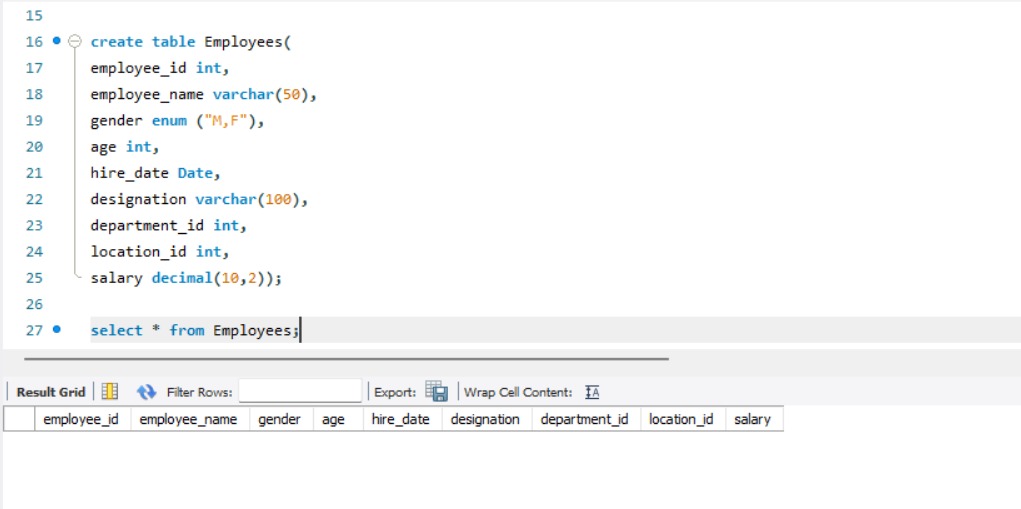 15
16 create table Employees(
17 employee_id int,
18 employee_name varchar(50),
19 gender enum ("M,F"),
20 age int,
21 hire_date Date,
22 designation varchar(100),
23 department_id int,
24 location_id int,
25 salary decimal(10,2));
26
27 select * from Employees;
Result Grid Filter Rows: Export: Wrap Cell Content:
employee_id employee_name gender age hire_date designation department_id location_id salary